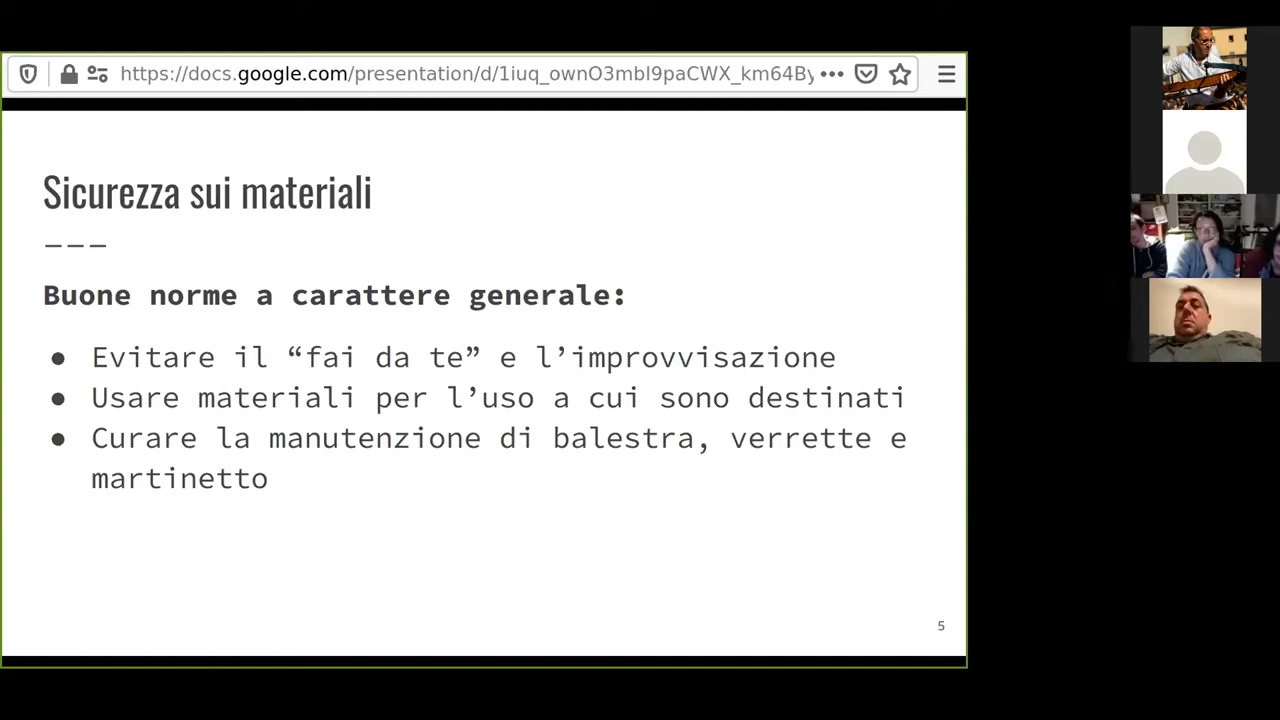 https://docs.google.com/presentation/d/1iuq_ownO3mbI9paCWX_km64By
Sicurezza sui materiali
---
Buone norme a carattere generale:
● Evitare il “fai da te” e l’improvvisazione
● Usare materiali per l’uso a cui sono destinati
● Curare la manutenzione di balestra, verrette e
martinetto
5